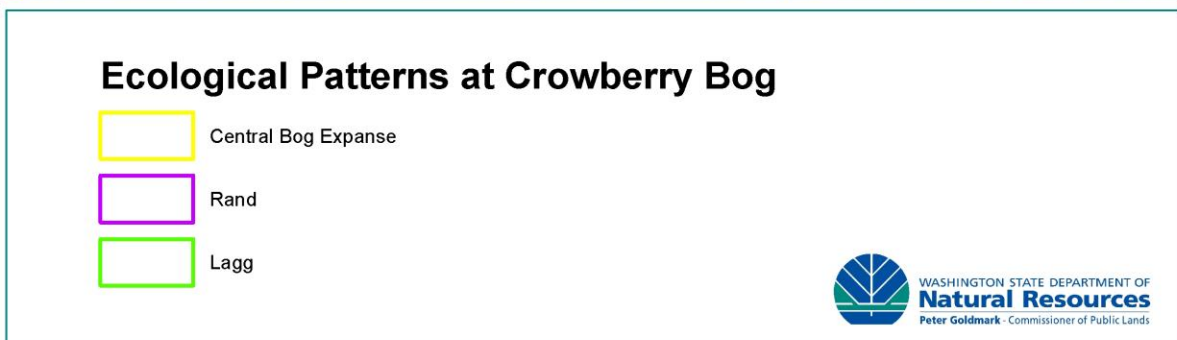 Ecological Patterns at Crowberry Bog
Central Bog Expanse
Rand
Lagg
WASHINGTON STATE DEPARTMENT OF
Natural Resources
Peter Goldmark - Commissioner of Public Lands